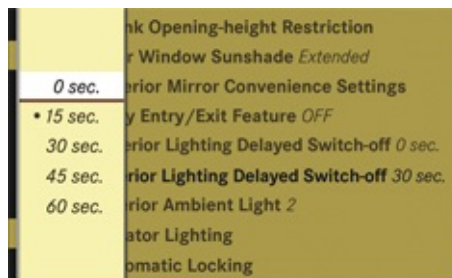 nk Opening-height Restriction
r Window Sunshade Extended
0 sec.
erior Mirror Convenience Settings
• 15 sec.
y Entry/Exit Feature OFF
30 sec.
erior Lighting Delayed Switch-off 0 sec.
45 sec.
rior Lighting Delayed Switch-off 30 sec.
60 sec.
rior Ambient Light 2
ator Lighting
omatic Locking